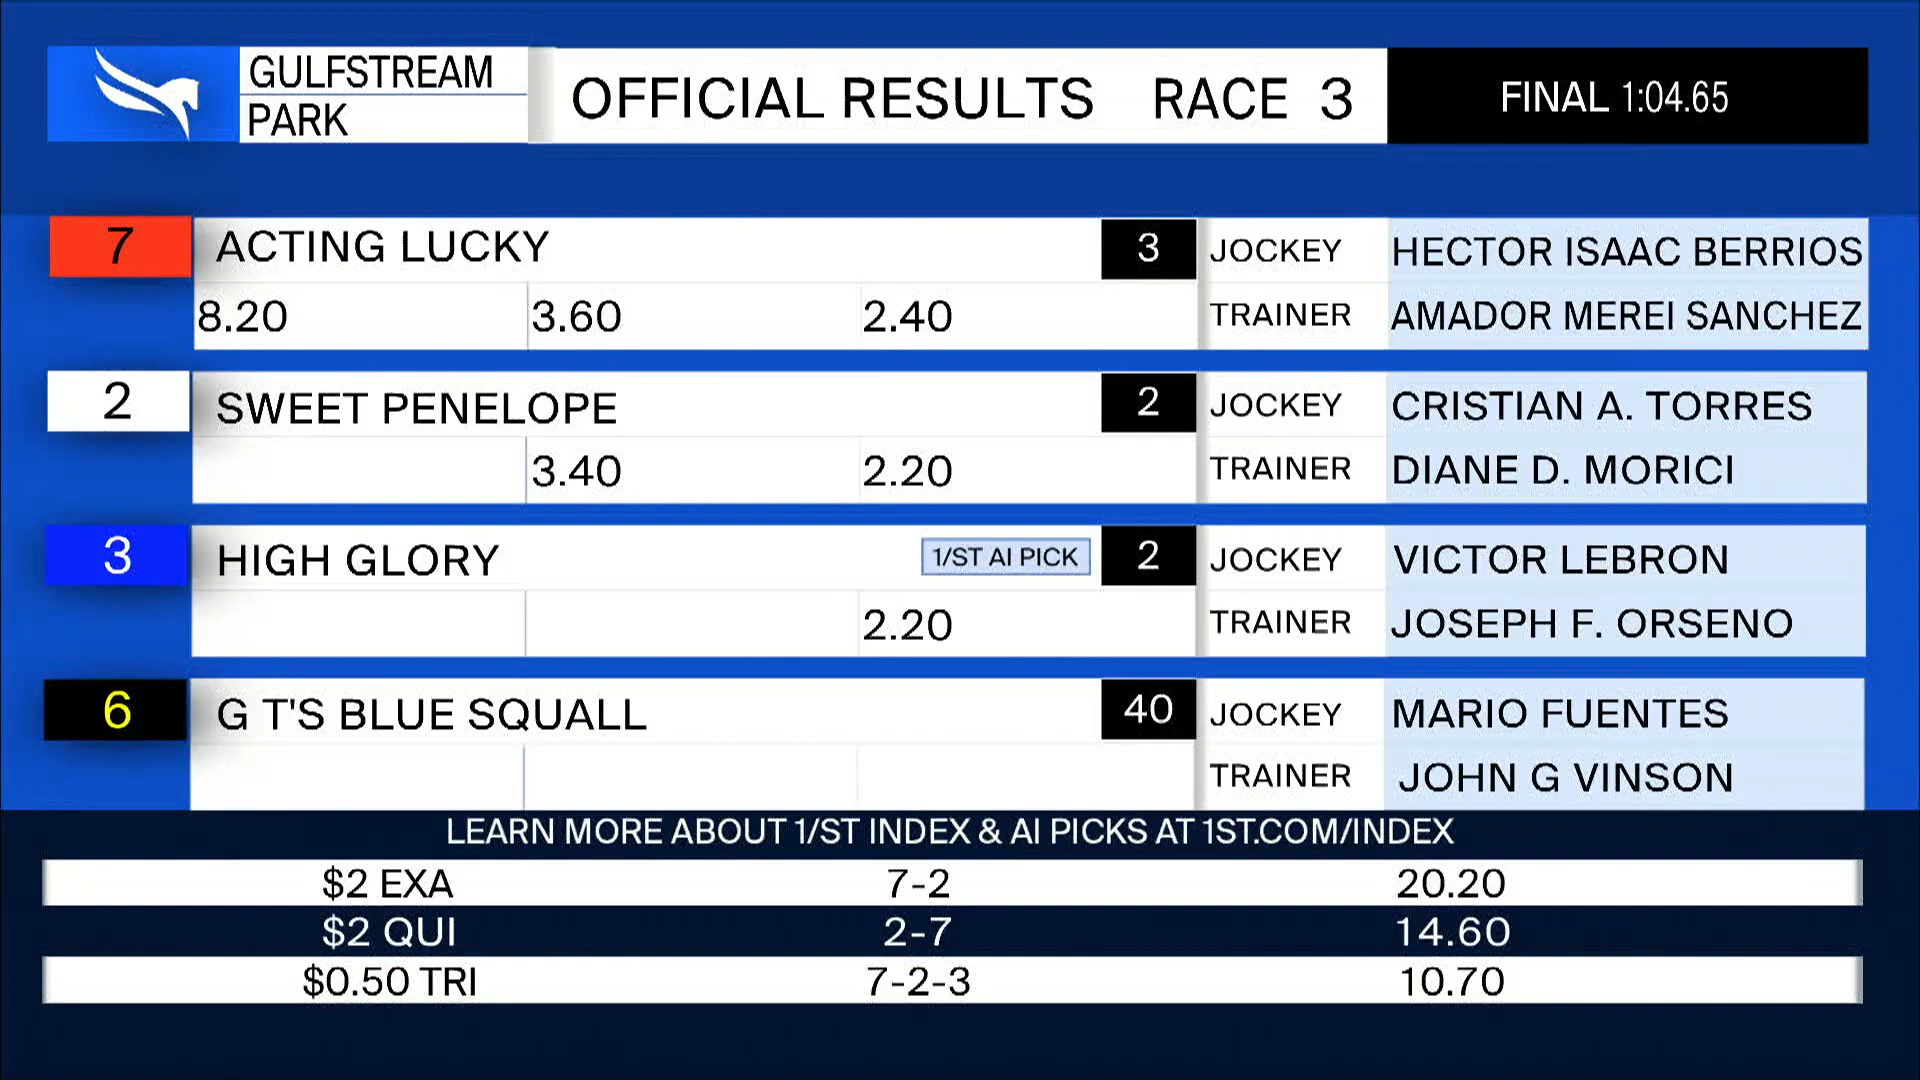 GULFSTREAM
PARK
OFFICIAL RESULTS RACE 3
FINAL 1:04.65
7 ACTING LUCKY 3 JOCKEY HECTOR ISAAC BERRIOS
8.20 3.60 2.40 TRAINER AMADOR MEREI SANCHEZ
2 SWEET PENELOPE 2 JOCKEY CRISTIAN A. TORRES
3.40 2.20 TRAINER DIANE D. MORICI
3 HIGH GLORY 1/ST AI PICK 2 JOCKEY VICTOR LEBRON
2.20 TRAINER JOSEPH F. ORSENO
6 G T'S BLUE SQUALL 40 JOCKEY MARIO FUENTES
TRAINER JOHN G VINSON
LEARN MORE ABOUT 1/ST INDEX & AI PICKS AT 1ST.COM/INDEX
$2 EXA 7-2 20.20
$2 QUI 2-7 14.60
$0.50 TRI 7-2-3 10.70